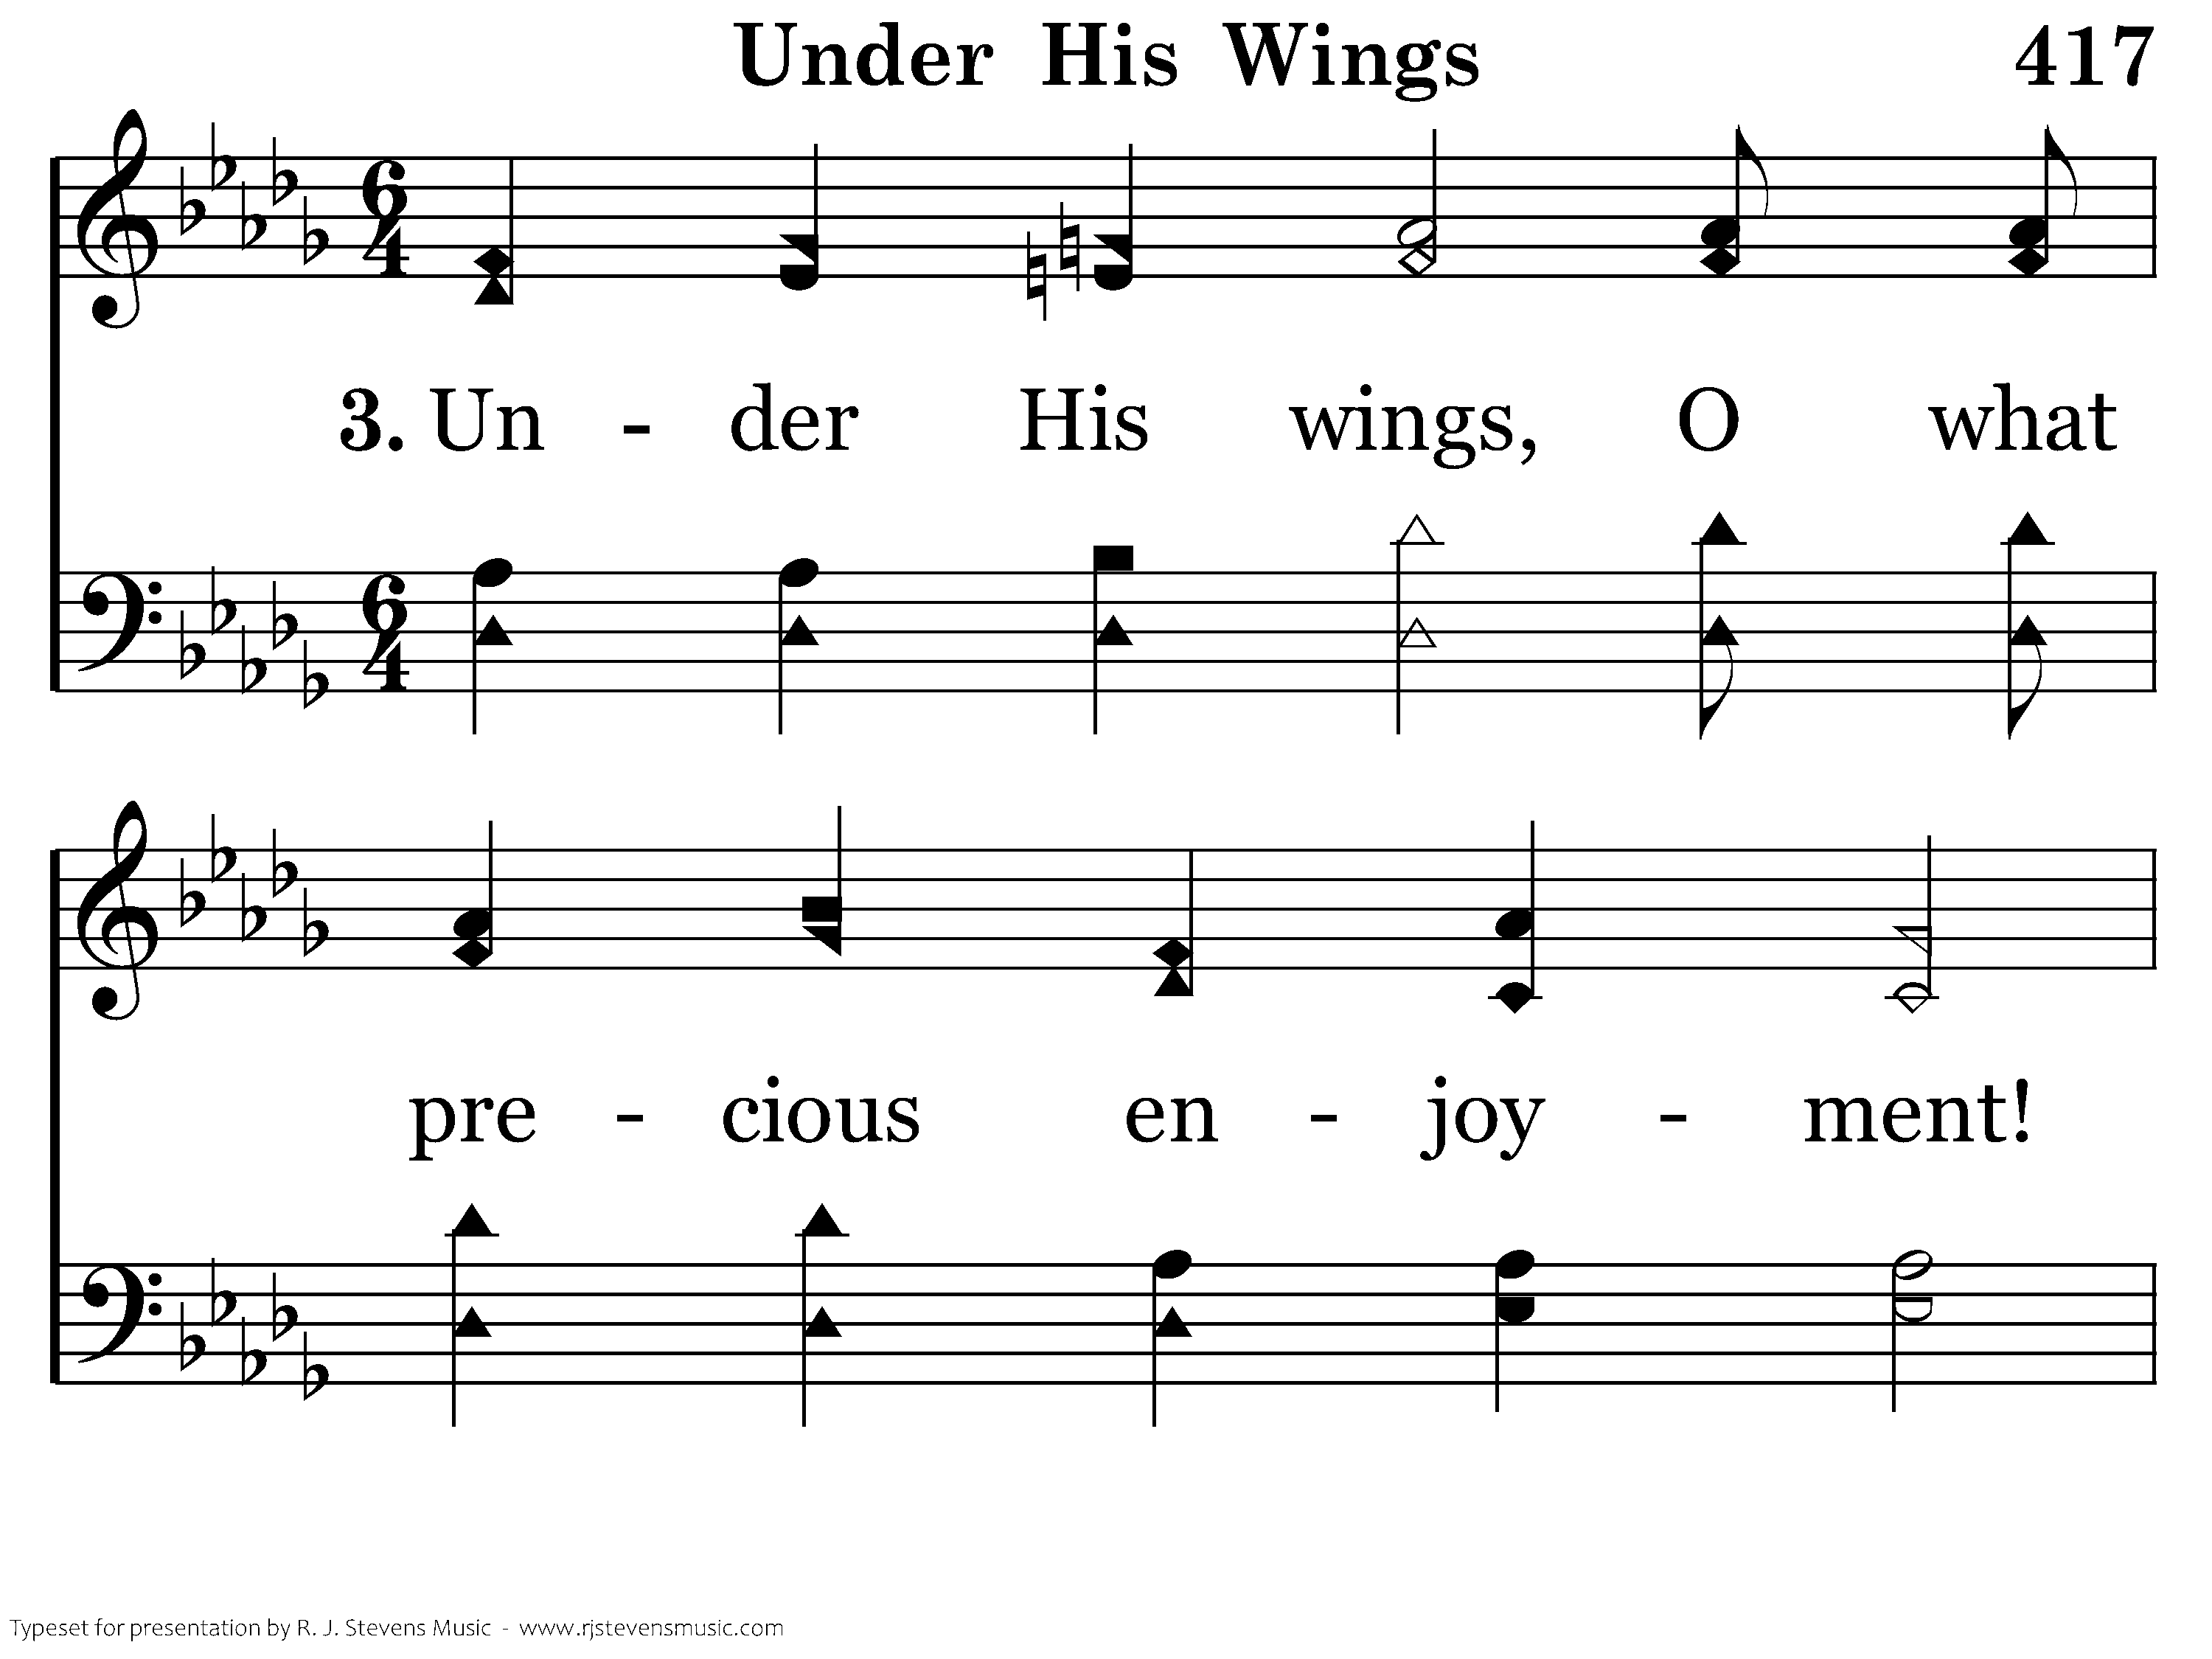 Under His Wings 417
3. Un - der His wings, O what
pre - cious en - joy - ment!
Typeset for presentation by R. J. Stevens Music - www.rjstevensmusic.com